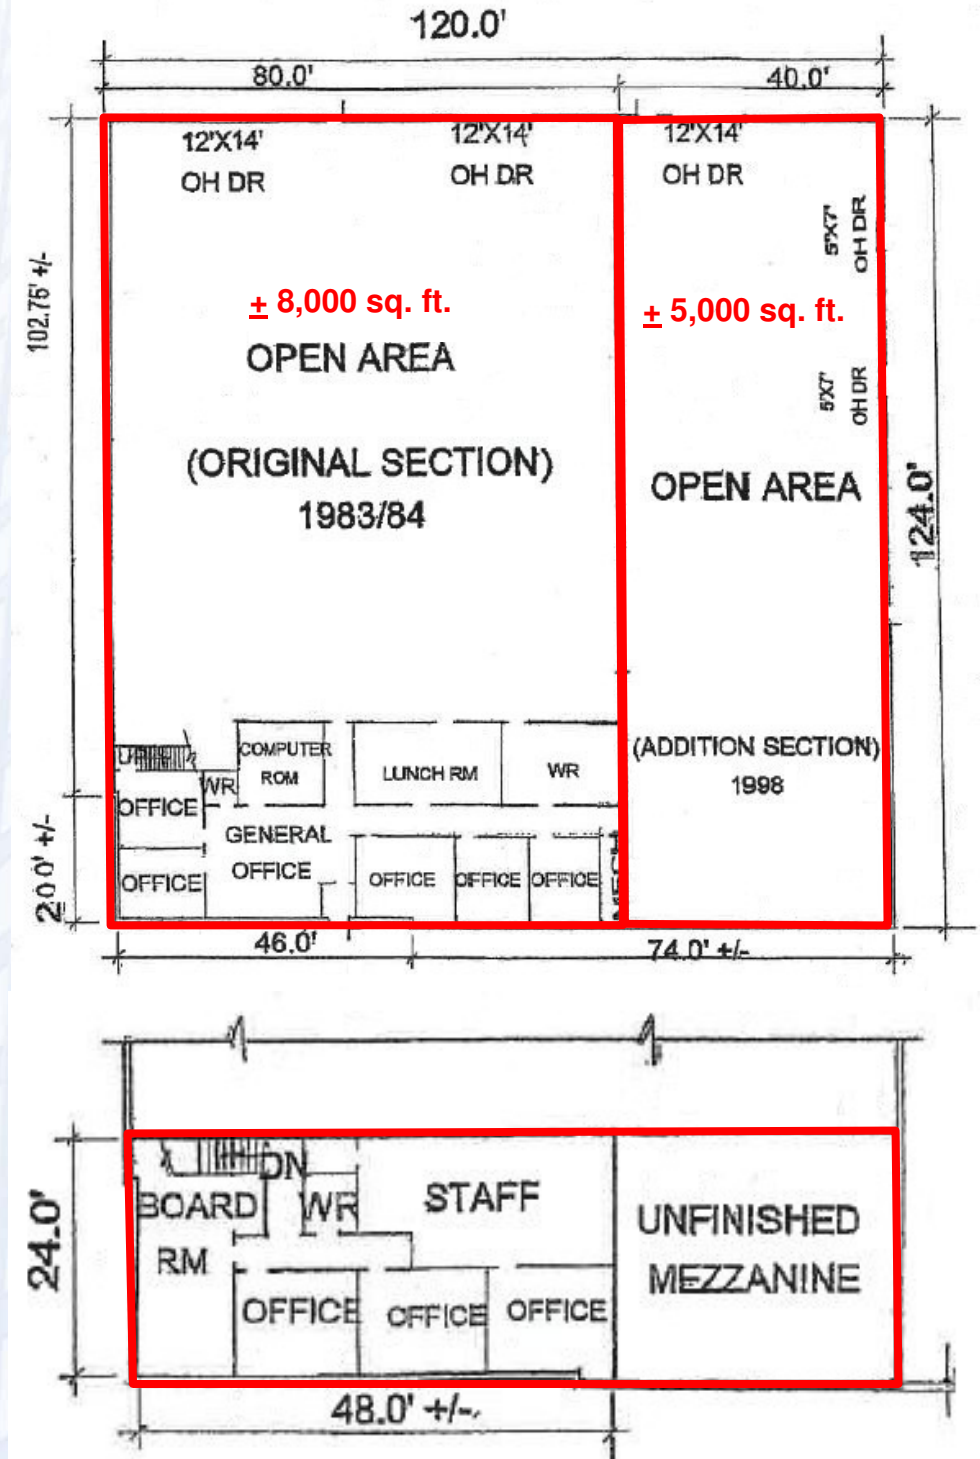 120.0'
80.0'
40.0'
12'X14'
OH DR
12'X14'
OH DR
12'X14'
OH DR
5'X7'
OH DR
102.75' +/-
± 8,000 sq. ft.
OPEN AREA
± 5,000 sq. ft.
5'X7'
OH DR
(ORIGINAL SECTION)
1983/84
OPEN AREA
124.0'
(ADDITION SECTION)
1998
UP
COMPUTER
ROM
LUNCH RM
WR
WR
OFFICE
GENERAL
OFFICE
OFFICE
OFFICE
OFFICE
OFFICE
MECH
20.0' +/-
46.0'
74.0' +/-
DN
BOARD
RM
WR
STAFF
UNFINISHED
MEZZANINE
24.0'
OFFICE
OFFICE
OFFICE
48.0' +/-